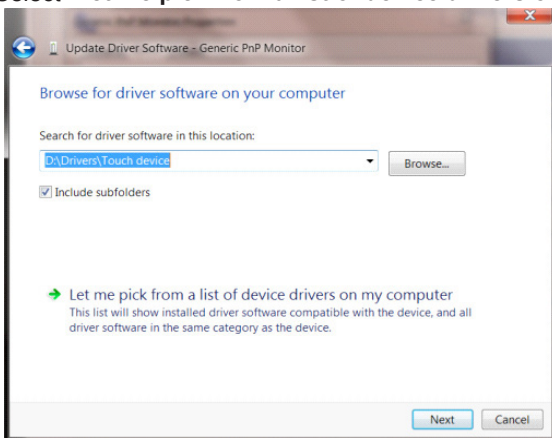 Update Driver Software - Generic PnP Monitor
Browse for driver software on your computer
Search for driver software in this location:
D:\Drivers\Touch device
Browse...
Include subfolders
Let me pick from a list of device drivers on my computer
This list will show installed driver software compatible with the device, and all
driver software in the same category as the device.
Next
Cancel